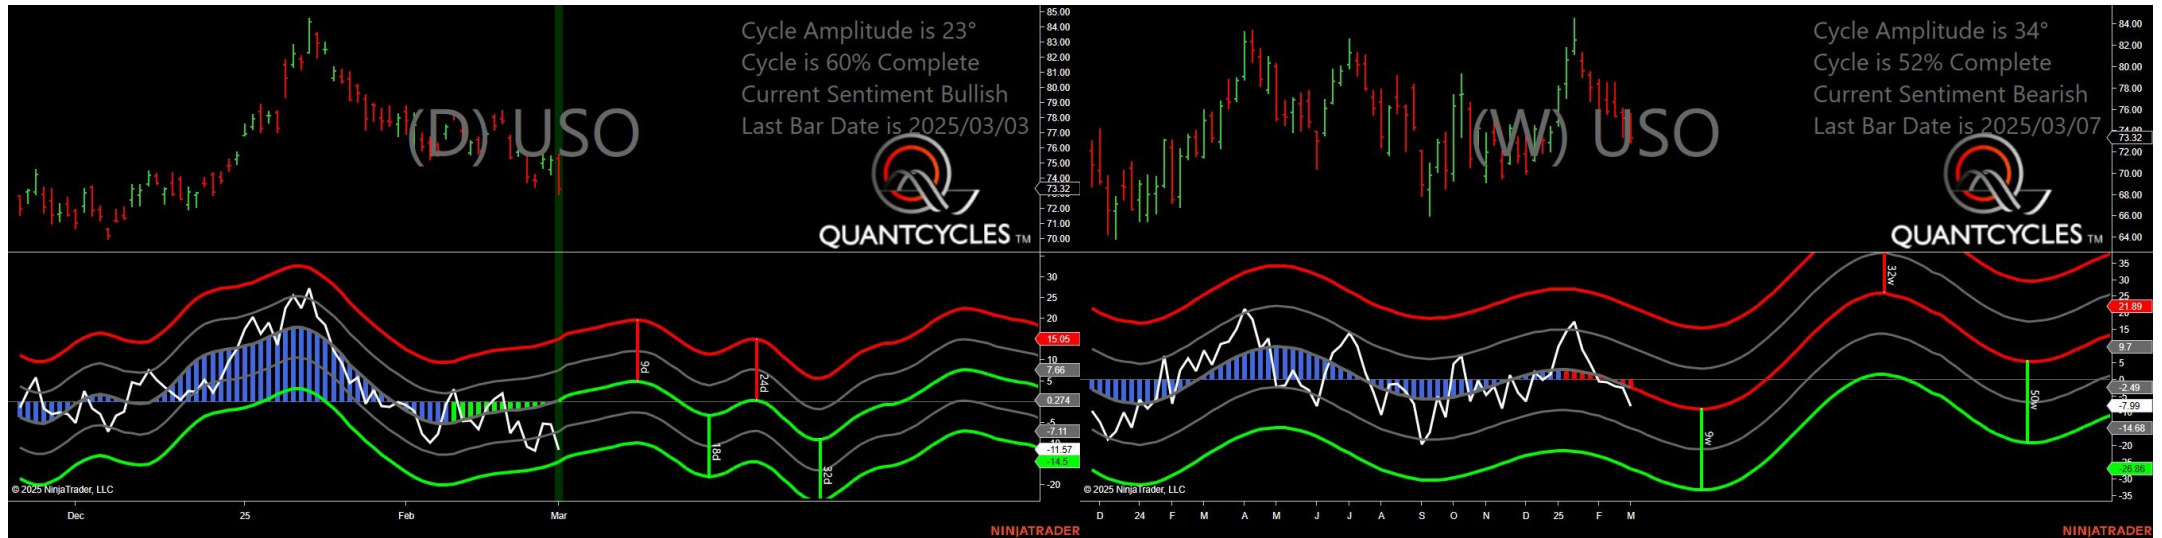 Cycle Amplitude is 23°
Cycle is 60% Complete
Current Sentiment Bullish
Last Bar Date is 2025/03/03
(D) USO
QUANTCYCLES TM
85.00
84.00
83.00
82.00
81.00
80.00
79.00
78.00
77.00
76.00
75.00
74.00
73.32
72.00
71.00
70.00
30
25
20
15.05
10
7.66
5
0.274
-5
-7.11
-11.57
-14.5
-20
9d
18d
24d
32d
© 2025 NinjaTrader, LLC
Dec 25 Feb Mar
NINJATRADER
Cycle Amplitude is 34°
Cycle is 52% Complete
Current Sentiment Bearish
Last Bar Date is 2025/03/07
(W) USO
QUANTCYCLES TM
84.00
82.00
80.00
78.00
76.00
74.00
73.32
72.00
70.00
68.00
66.00
64.00
35
30
21.89
20
15
9.7
5
0
-2.49
-5
-7.99
-14.68
-20
-26.86
-30
-35
9w
32w
50w
© 2025 NinjaTrader, LLC
D 24 F M A M J J A S O N D 25 F M
NINJATRADER